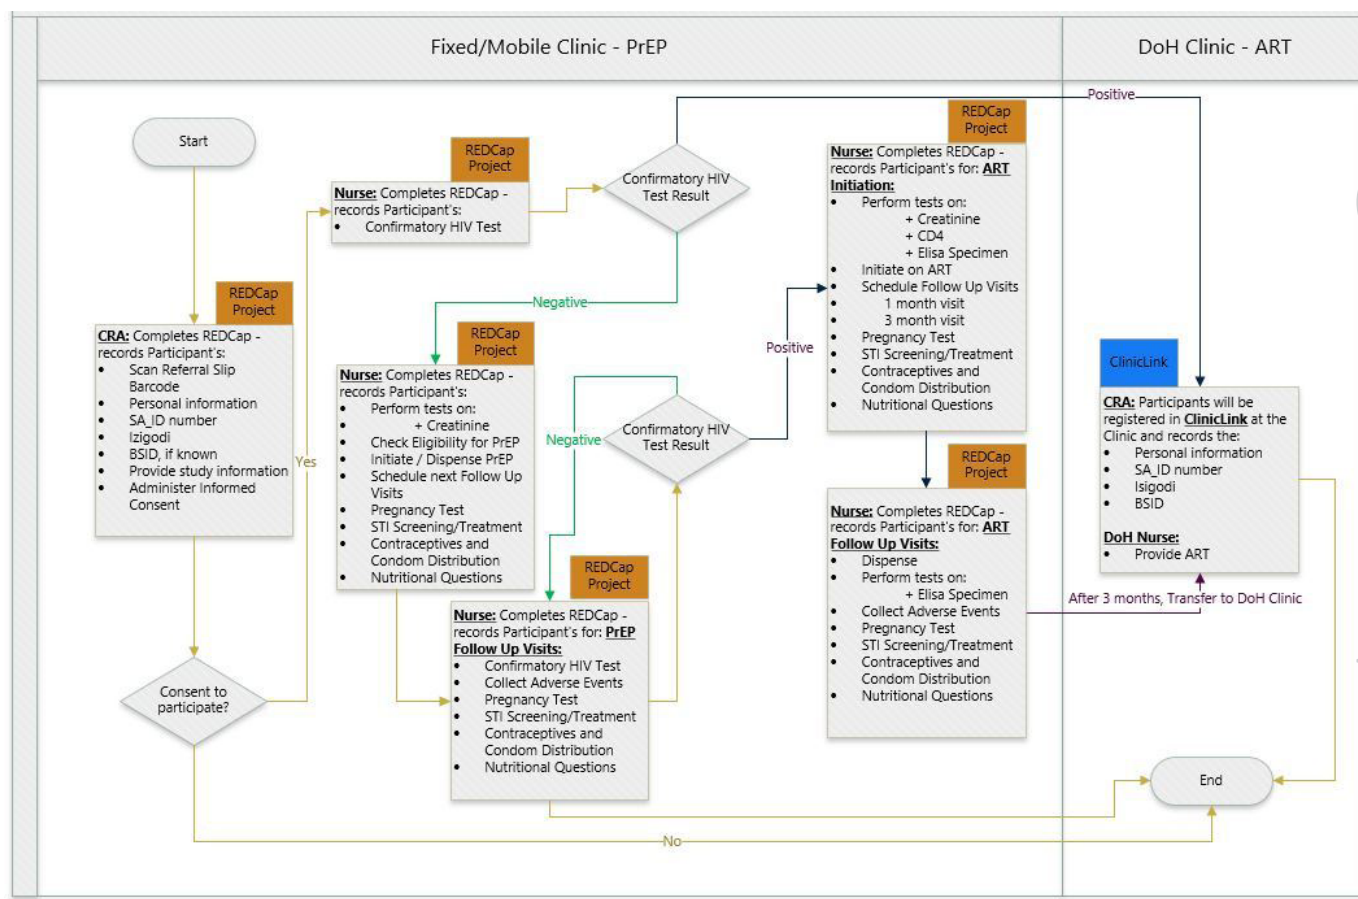 Fixed/Mobile Clinic - PrEP
DoH Clinic - ART
Start
REDCap
Project
CRA: Completes REDCap -
records Participant's:
• Scan Referral Slip
Barcode
• Personal information
• SA_ID number
• Izigodi
• BSID, if known
• Provide study information
• Administer Informed
Consent
Consent to
participate?
Yes
No
REDCap
Project
Nurse: Completes REDCap -
records Participant's:
• Confirmatory HIV Test
Confirmatory HIV
Test Result
Positive
Negative
REDCap
Project
Nurse: Completes REDCap -
records Participant's:
• Perform tests on:
• + Creatinine
• Check Eligibility for PrEP
• Initiate / Dispense PrEP
• Schedule next Follow Up
Visits
• Pregnancy Test
• STI Screening/Treatment
• Contraceptives and
Condom Distribution
• Nutritional Questions
REDCap
Project
Nurse: Completes REDCap -
records Participant's for: PrEP
Follow Up Visits:
• Confirmatory HIV Test
• Collect Adverse Events
• Pregnancy Test
• STI Screening/Treatment
• Contraceptives and
Condom Distribution
• Nutritional Questions
Confirmatory HIV
Test Result
Negative
Positive
REDCap
Project
Nurse: Completes REDCap -
records Participant's for: ART
Initiation:
• Perform tests on:
+ Creatinine
+ CD4
+ Elisa Specimen
• Initiate on ART
• Schedule Follow Up Visits
• 1 month visit
• 3 month visit
• Pregnancy Test
• STI Screening/Treatment
• Contraceptives and
Condom Distribution
• Nutritional Questions
REDCap
Project
Nurse: Completes REDCap -
records Participant's for: ART
Follow Up Visits:
• Dispense
• Perform tests on:
+ Elisa Specimen
• Collect Adverse Events
• Pregnancy Test
• STI Screening/Treatment
• Contraceptives and
Condom Distribution
• Nutritional Questions
After 3 months, Transfer to DoH Clinic
ClinicLink
CRA: Participants will be
registered in ClinicLink at the
Clinic and records the:
• Personal information
• SA_ID number
• Isigodi
• BSID
DoH Nurse:
• Provide ART
End